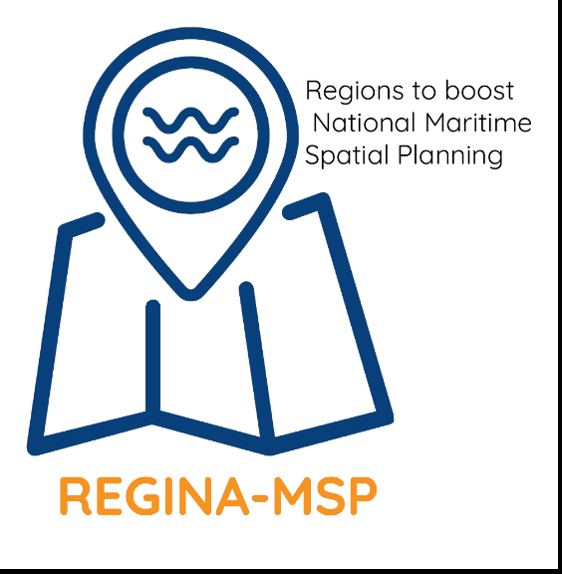 Regions to boost
National Maritime
Spatial Planning
REGINA-MSP